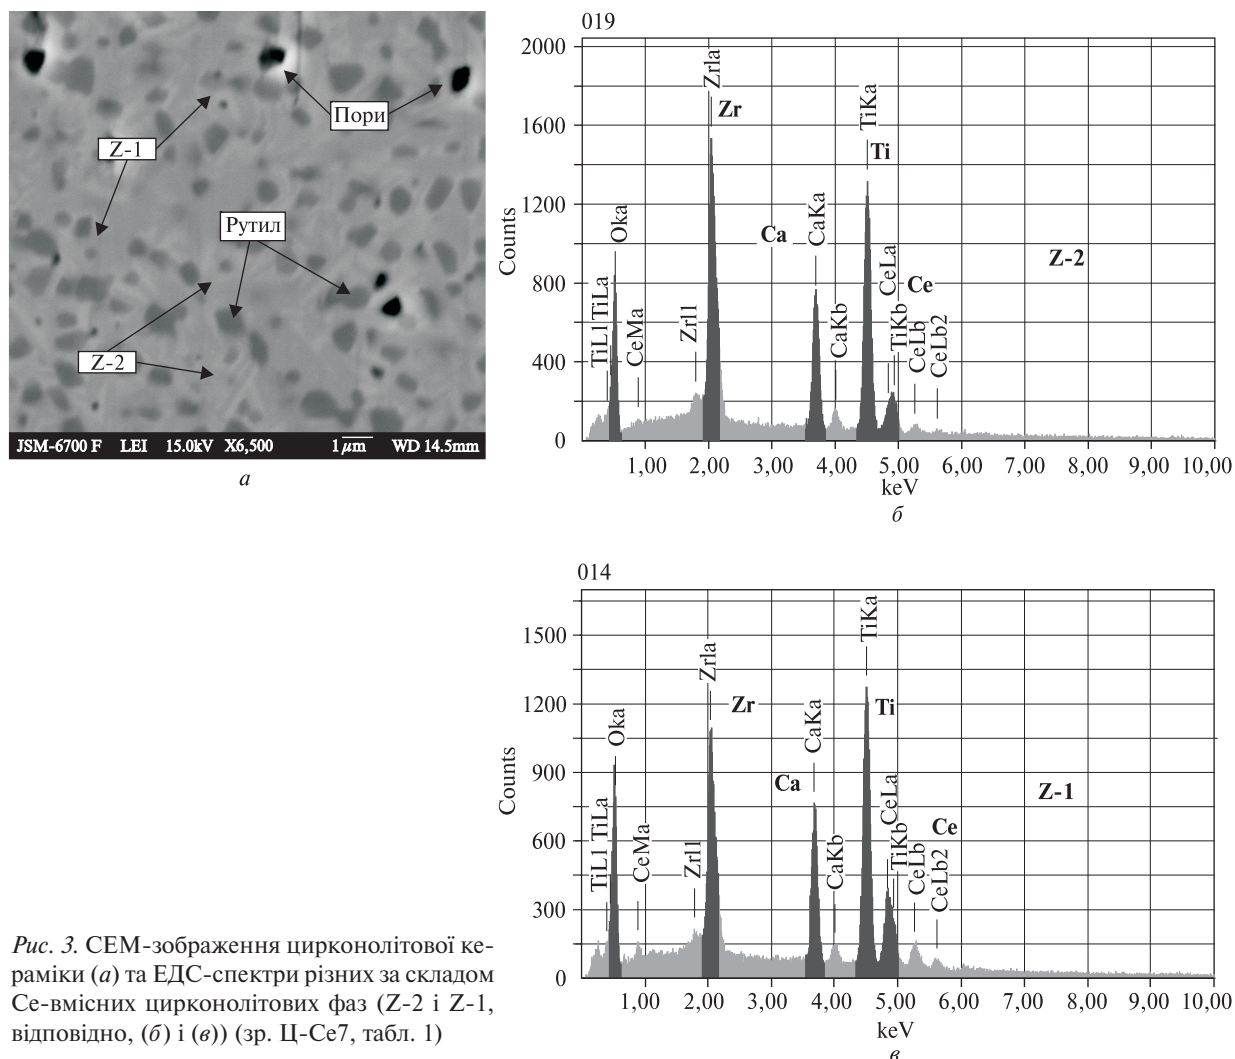 Пори
Z-1
Рутил
Z-2
JSM-6700 F LEI 15.0kV X6,500 1 µm WD 14.5mm
а
019
Counts
2000
1600
1200
800
400
0
TiL1 TiLa
Oka
CeMa
Zrl1
Zrla
Zr
Ca
CaKa
CaKb
TiKa
Ti
CeLa
TiKb
Ce
CeLb
CeLb2
Z-2
1,00 2,00 3,00 4,00 5,00 6,00 7,00 8,00 9,00 10,00
keV
б
014
Counts
1500
1200
900
600
300
0
TiL1 TiLa
Oka
CeMa
Zrl1
Zrla
Zr
Ca
CaKa
CaKb
TiKa
Ti
CeLa
TiKb
Ce
CeLb
CeLb2
Z-1
1,00 2,00 3,00 4,00 5,00 6,00 7,00 8,00 9,00 10,00
keV
в
Рис. 3. СЕМ-зображення цирконолітової ке-
раміки (а) та ЕДС-спектри різних за складом
Се-вмісних цирконолітових фаз (Z-2 і Z-1,
відповідно, (б) і (в)) (зр. Ц-Се7, табл. 1)